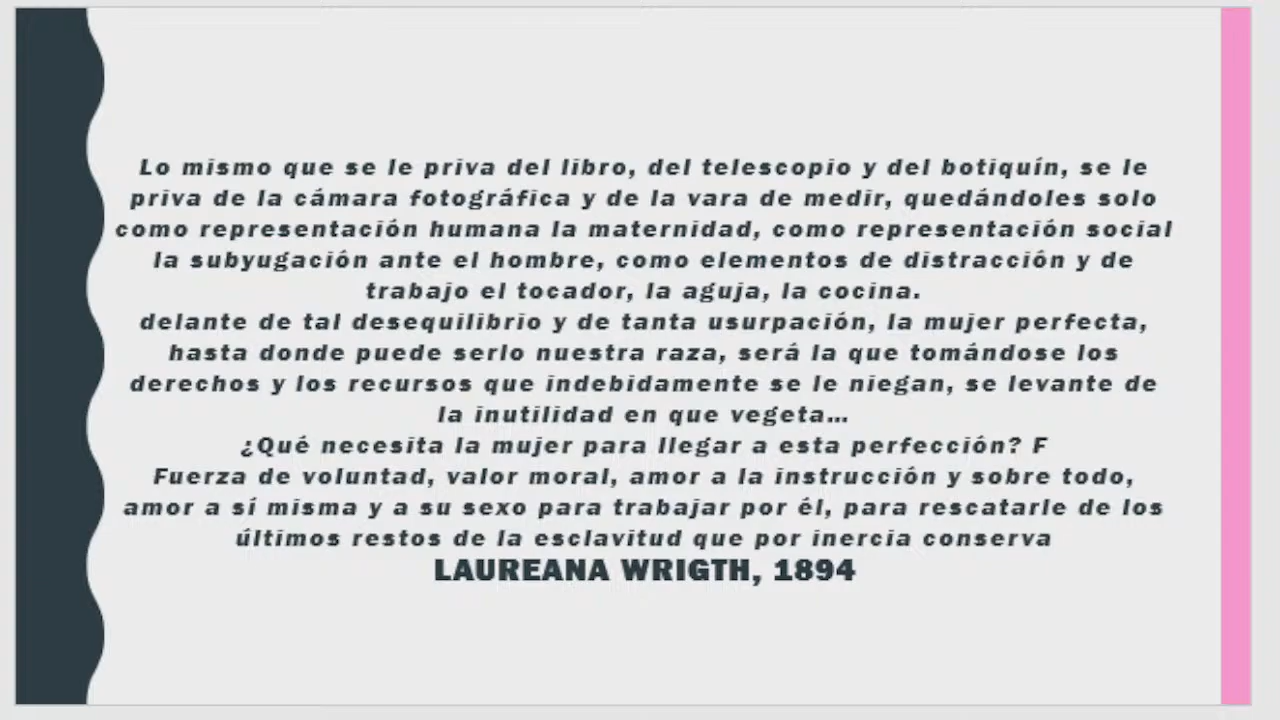 Lo mismo que se le priva del libro, del telescopio y del botiquín, se le
priva de la cámara fotográfica y de la vara de medir, quedándoles solo
como representación humana la maternidad, como representación social
la subyugación ante el hombre, como elementos de distracción y de
trabajo el tocador, la aguja, la cocina.
delante de tal desequilibrio y de tanta usurpación, la mujer perfecta,
hasta donde puede serlo nuestra raza, será la que tomándose los
derechos y los recursos que indebidamente se le niegan, se levante de
la inutilidad en que vegeta…
¿Qué necesita la mujer para llegar a esta perfección? F
Fuerza de voluntad, valor moral, amor a la instrucción y sobre todo,
amor a sí misma y a su sexo para trabajar por él, para rescatarle de los
últimos restos de la esclavitud que por inercia conserva
LAUREANA WRIGTH, 1894